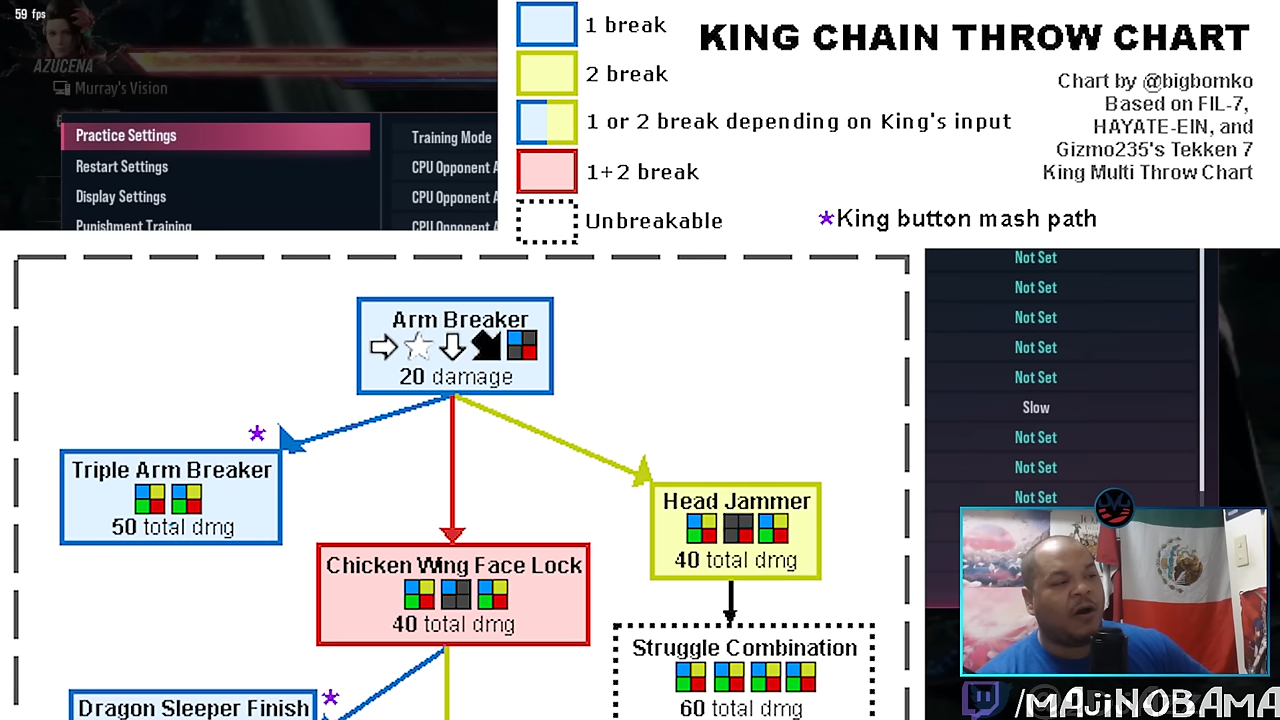 59 fps
AZUCENA
Murray's Vision
Practice Settings
Restart Settings
Display Settings
Punishment Training
Training Mode
CPU Opponent A
CPU Opponent A
CPU Opponent A
1 break
2 break
1 or 2 break depending on King's input
1+2 break
Unbreakable
KING CHAIN THROW CHART
Chart by @bigbomko
Based on FIL-7,
HAYATE-EIN, and
Gizmo235's Tekken 7
King Multi Throw Chart
*King button mash path
Arm Breaker
20 damage
*
Triple Arm Breaker
50 total dmg
Head Jammer
40 total dmg
Chicken Wing Face Lock
40 total dmg
Struggle Combination
60 total dmg
*
Dragon Sleeper Finish
Not Set
Not Set
Not Set
Not Set
Not Set
Slow
Not Set
Not Set
Not Set
/MAJINOBAMA